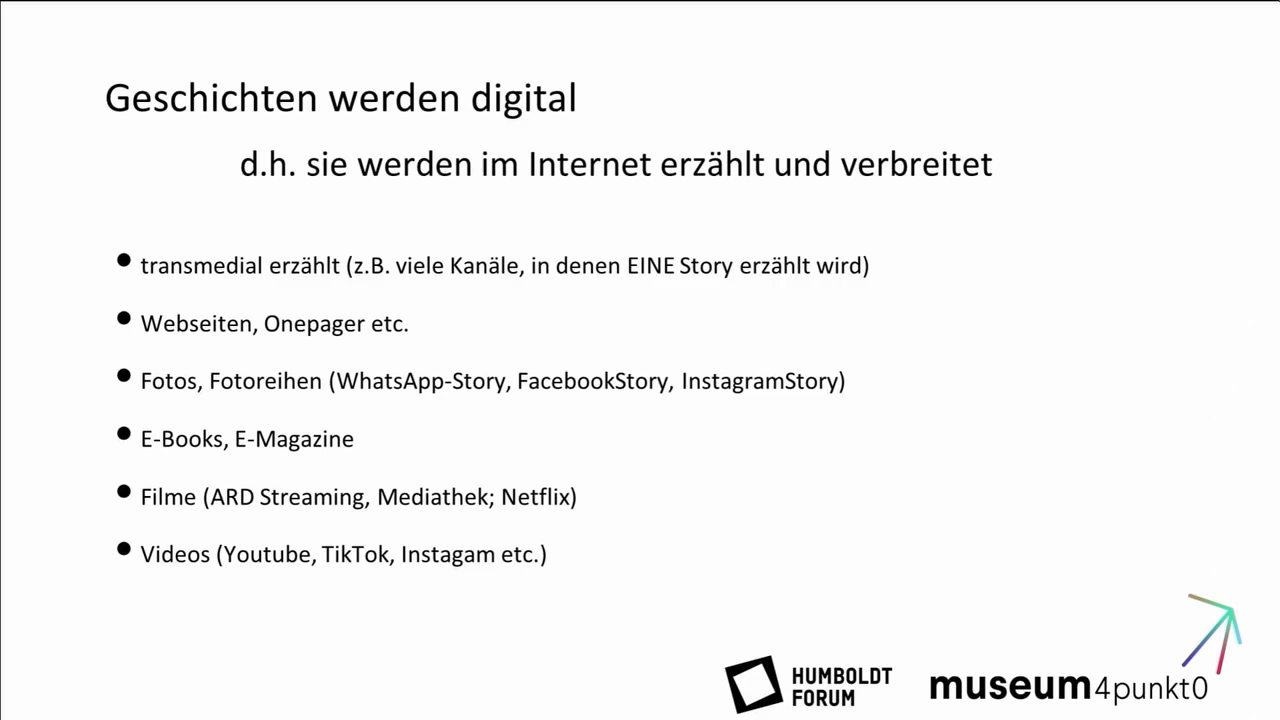 Geschichten werden digital
d.h. sie werden im Internet erzählt und verbreitet
transmedial erzählt (z.B. viele Kanäle, in denen EINE Story erzählt wird)
Webseiten, Onepager etc.
Fotos, Fotoreihen (WhatsApp-Story, FacebookStory, InstagramStory)
E-Books, E-Magazine
Filme (ARD Streaming, Mediathek; Netflix)
Videos (Youtube, TikTok, Instagam etc.)
HUMBOLDT
FORUM
museum4punkt0